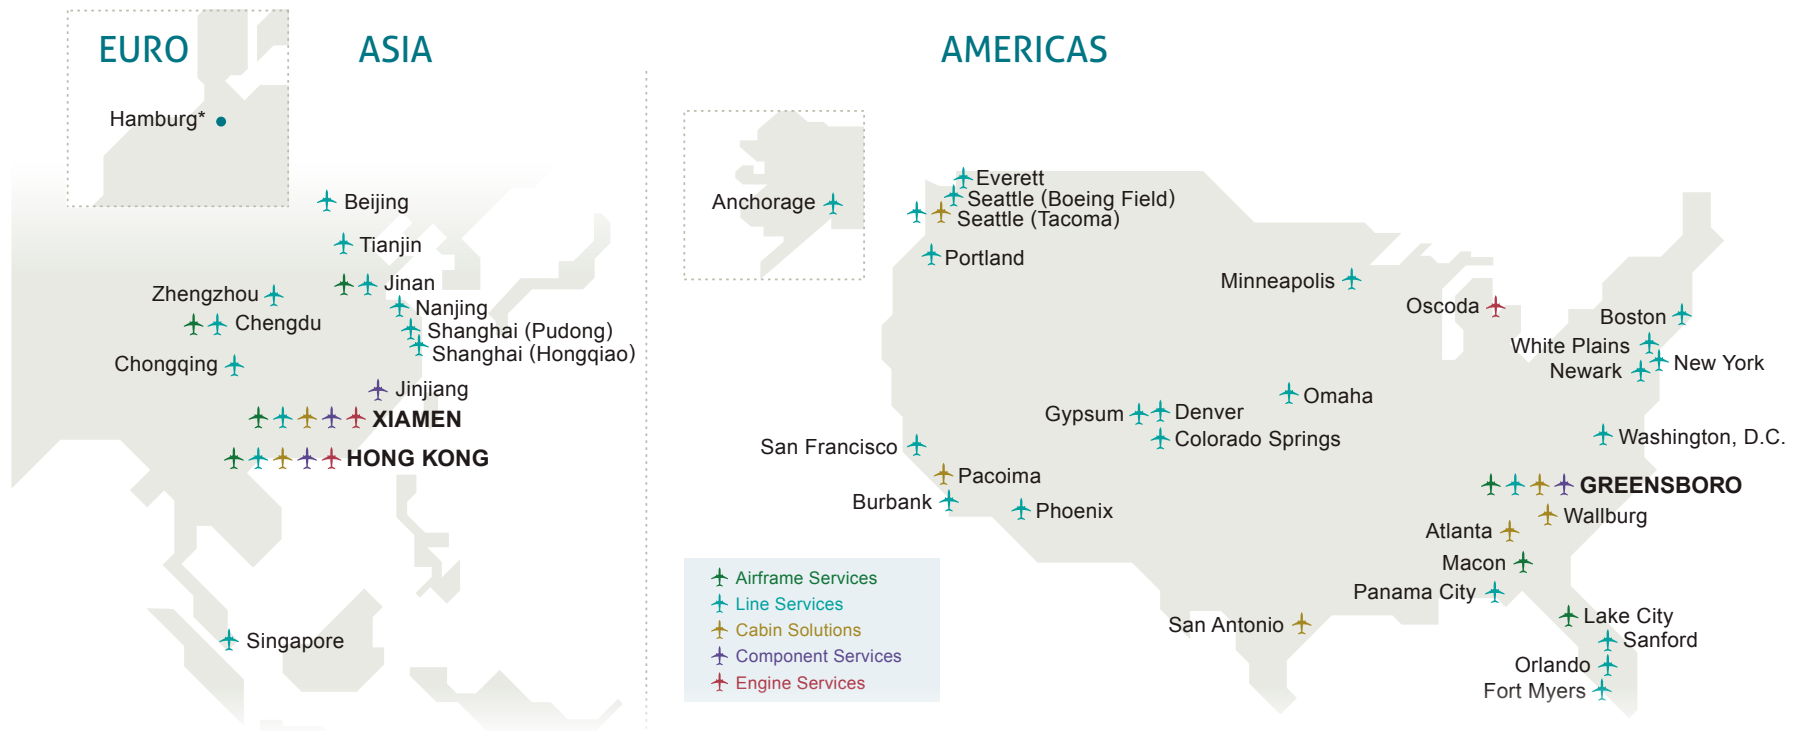 EURO
ASIA
AMERICAS
Hamburg*
Beijing
Tianjin
Jinan
Zhengzhou
Nanjing
Chengdu
Shanghai (Pudong)
Shanghai (Hongqiao)
Chongqing
Jinjiang
XIAMEN
HONG KONG
Singapore
Anchorage
Everett
Seattle (Boeing Field)
Seattle (Tacoma)
Portland
Minneapolis
Oscoda
Boston
White Plains
New York
Newark
Omaha
Gypsum
Denver
Colorado Springs
Washington, D.C.
San Francisco
Pacoima
Burbank
Phoenix
GREENSBORO
Wallburg
Atlanta
Macon
Panama City
Lake City
San Antonio
Sanford
Orlando
Fort Myers
Airframe Services
Line Services
Cabin Solutions
Component Services
Engine Services